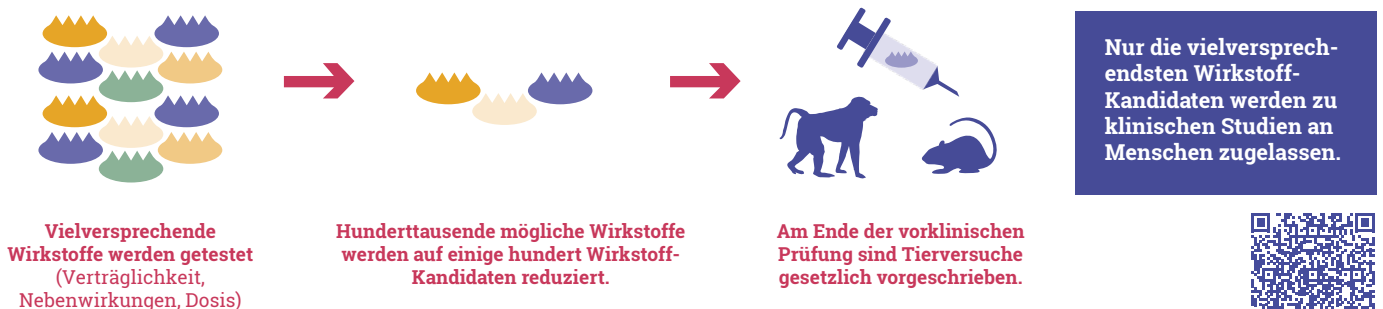 Nur die vielversprech-
endsten Wirkstoff-
Kandidaten werden zu
klinischen Studien an
Menschen zugelassen.
Vielversprechende
Wirkstoffe werden getestet
(Verträglichkeit,
Nebenwirkungen, Dosis)
Hunderttausende mögliche Wirkstoffe
werden auf einige hundert Wirkstoff-
Kandidaten reduziert.
Am Ende der vorklinischen
Prüfung sind Tierversuche
gesetzlich vorgeschrieben.